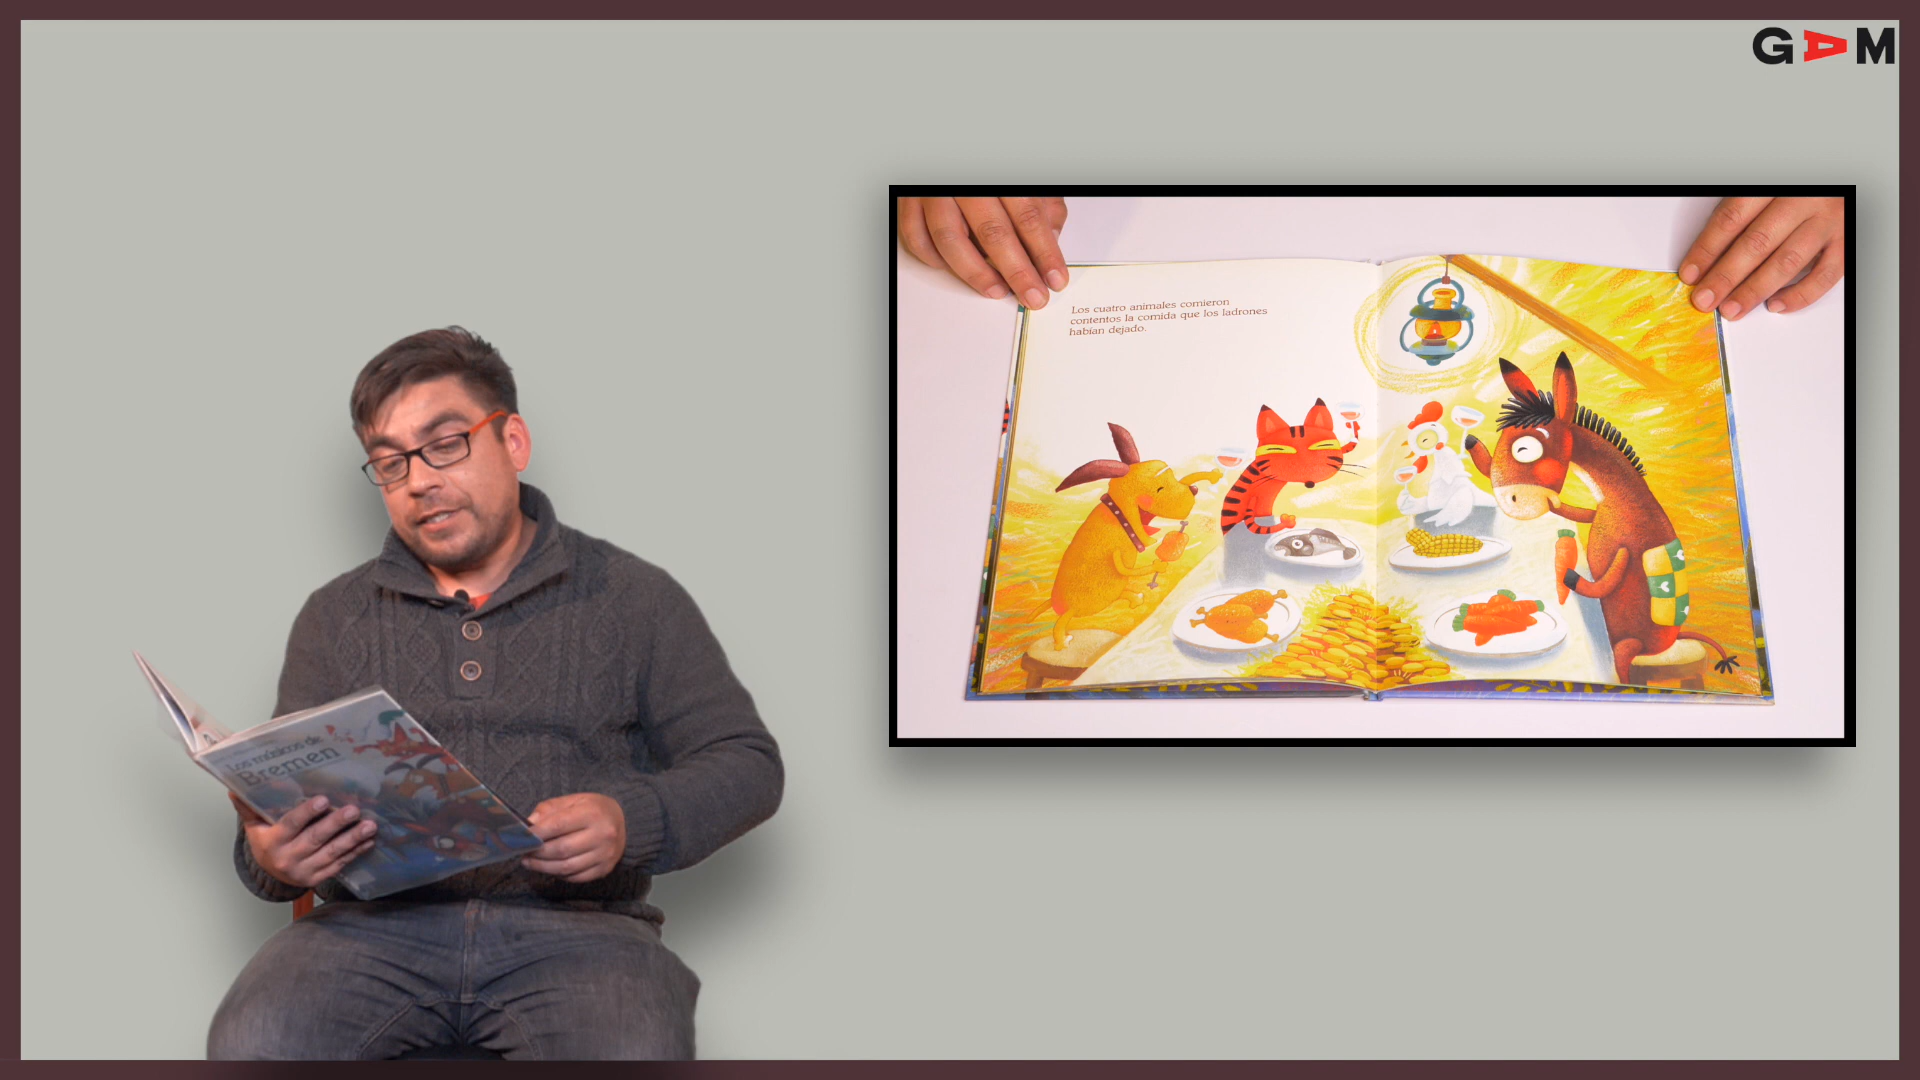 GAM
Los cuatro animales comieron
contentos la comida que los ladrones
habían dejado.
Los músicos de
Bremen